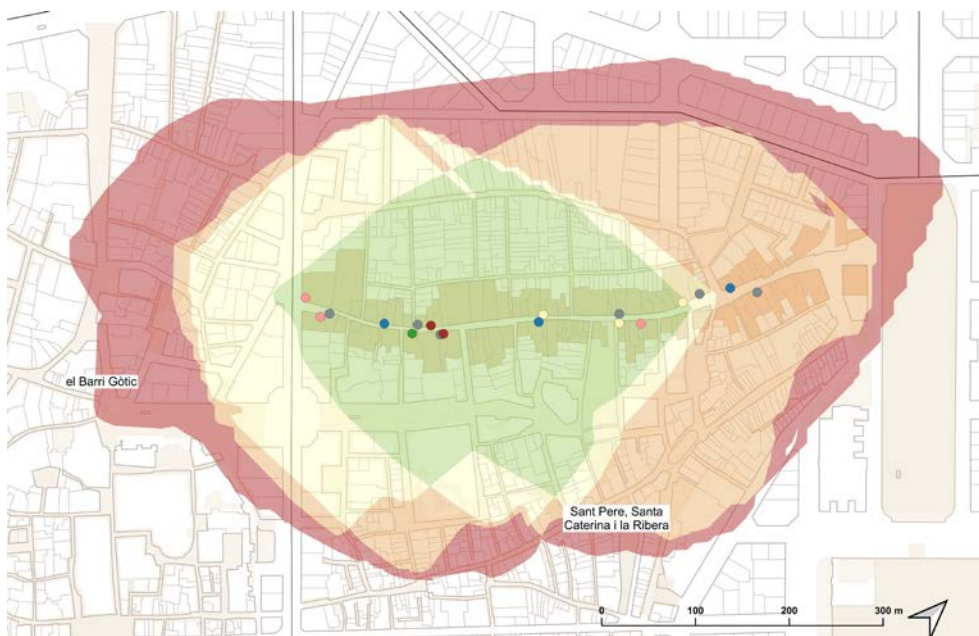 el Barri Gòtic
Sant Pere, Santa
Caterina i la Ribera
0 100 200 300 m